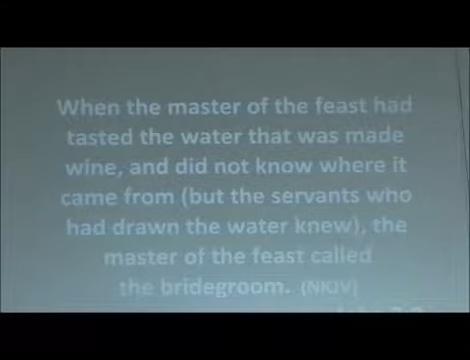 When the master of the feast had
tasted the water that was made
wine, and did not know where it
came from (but the servants who
had drawn the water knew), the
master of the feast called
the bridegroom. (NKJV)